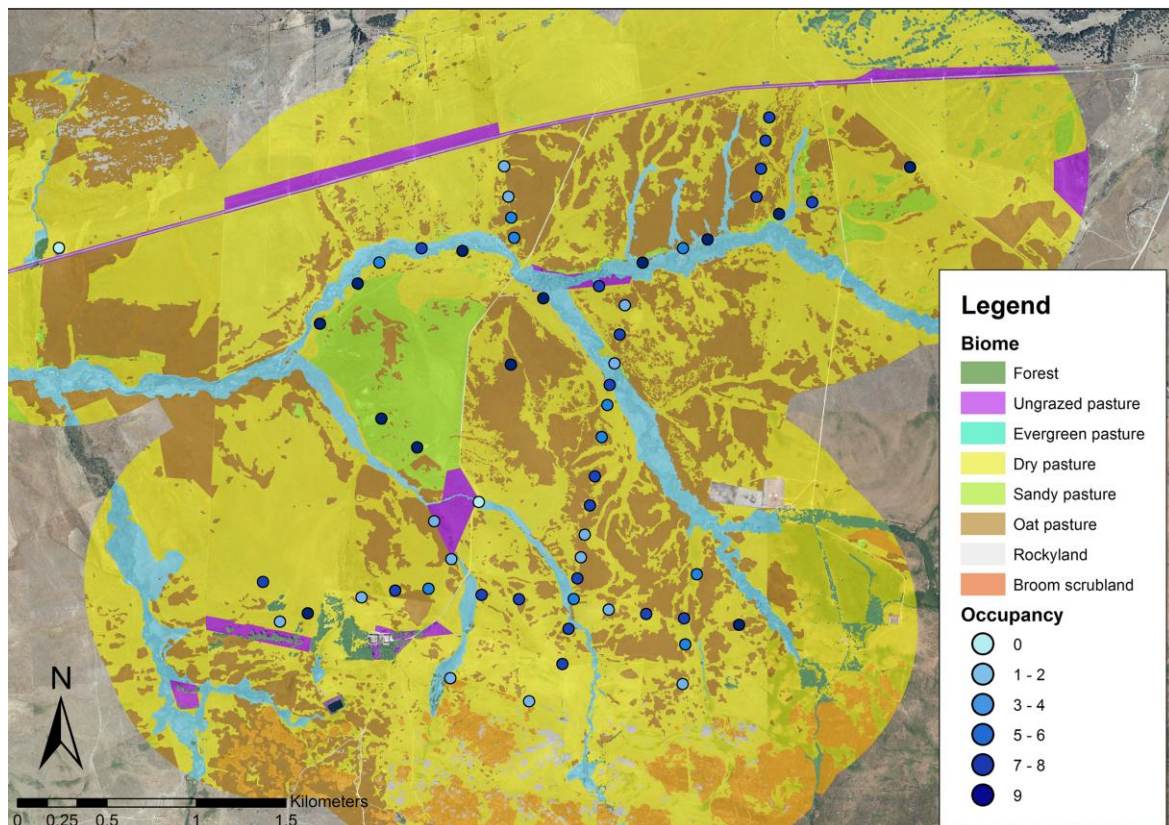 Legend
Biome
Forest
Ungrazed pasture
Evergreen pasture
Dry pasture
Sandy pasture
Oat pasture
Rockyland
Broom scrubland
Occupancy
0
1 - 2
3 - 4
5 - 6
7 - 8
9
N
Kilometers
0 0.25 0.5 1 1.5